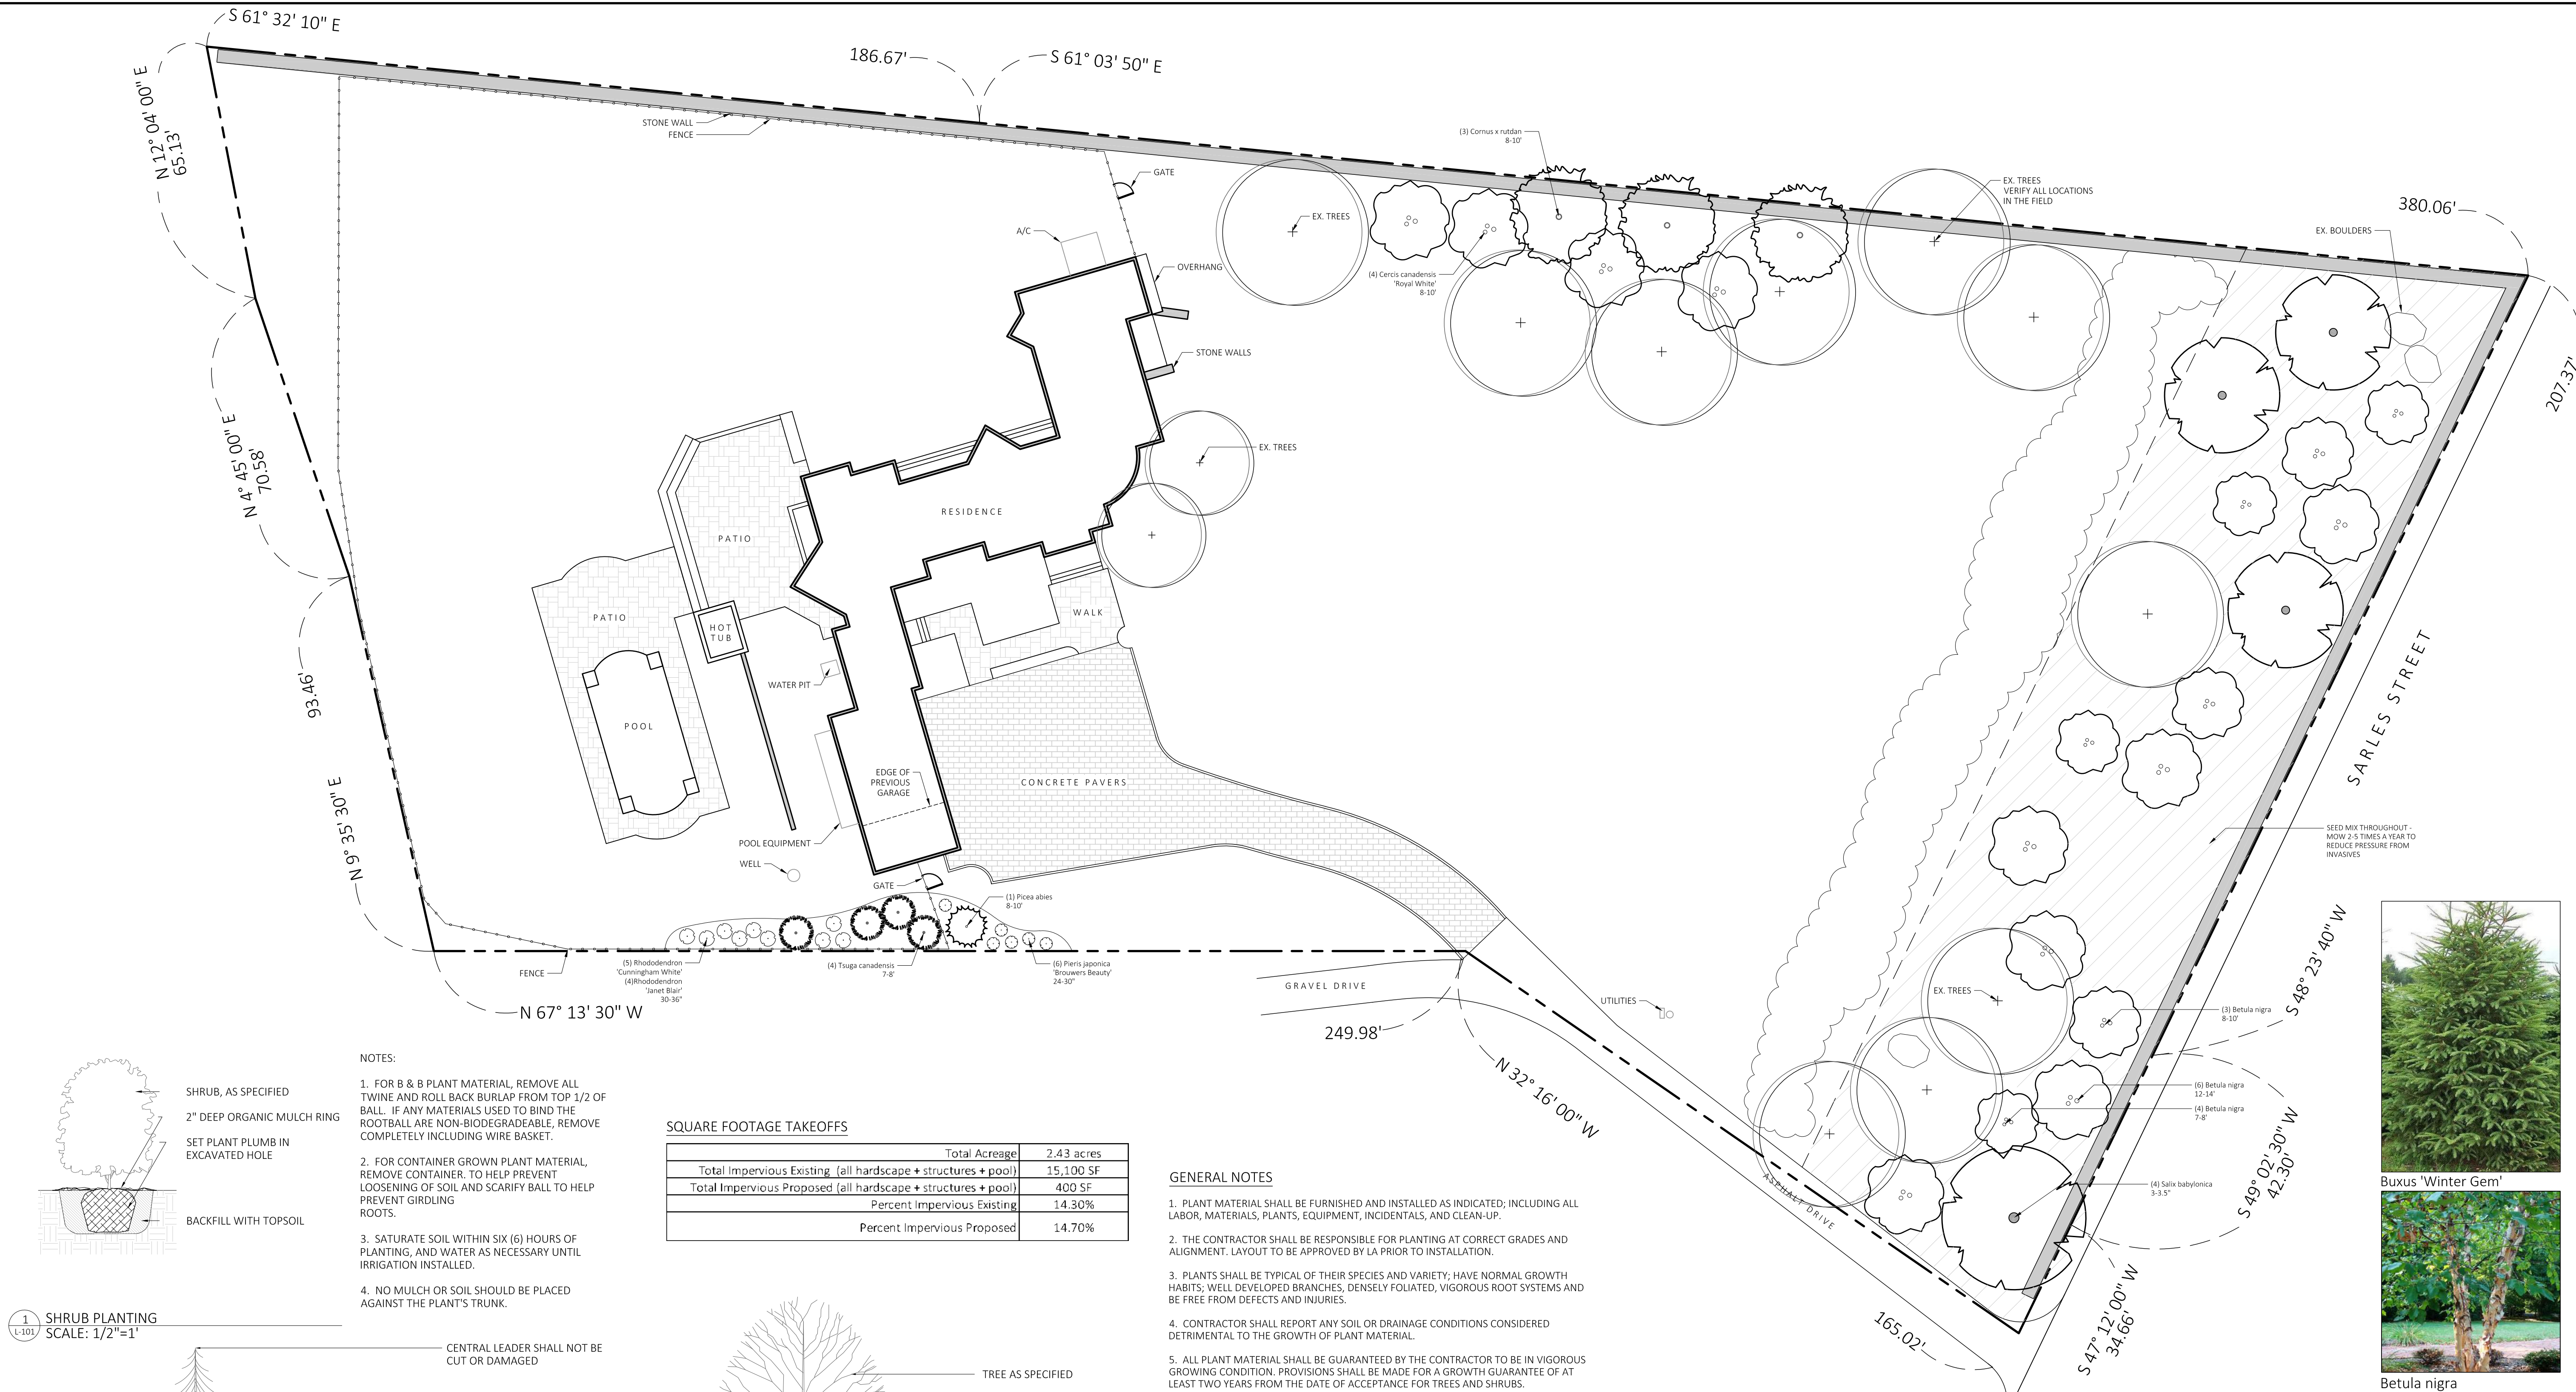 S 61° 32' 10" E
186.67'
S 61° 03' 50" E
N 12° 04' 00" E
65.13'
STONE WALL
FENCE
(3) Cornus x rutdan
8-10'
GATE
EX. TREES
VERIFY ALL LOCATIONS
IN THE FIELD
380.06'
EX. TREES
A/C
EX. BOULDERS
OVERHANG
(4) Cercis canadensis
'Royal White'
8-10'
STONE WALLS
207.37'
N 4° 45' 00" E
70.58'
EX. TREES
RESIDENCE
PATIO
PATIO
HOT
TUB
WALK
WATER PIT
93.46'
POOL
SARLES STREET
EDGE OF
PREVIOUS
GARAGE
CONCRETE PAVERS
N 9° 35' 30" E
POOL EQUIPMENT
SEED MIX THROUGHOUT -
MOW 2-5 TIMES A YEAR TO
REDUCE PRESSURE FROM
INVASIVES
WELL
GATE
(1) Picea abies
8-10'
FENCE
(5) Rhododendron
'Cunningham White'
(4)Rhododendron
'Janet Blair'
30-36"
(4) Tsuga canadensis
7-8'
(6) Pieris japonica
'Brouwers Beauty'
24-30"
GRAVEL DRIVE
UTILITIES
EX. TREES
S 48° 23' 40" W
(3) Betula nigra
8-10'
N 67° 13' 30" W
249.98'
N 32° 16' 00" W
(6) Betula nigra
12-14'
(4) Betula nigra
7-8'
S 49° 02' 30" W
42.30'
(4) Salix babylonica
3-3.5"
ASPHALT DRIVE
165.02'
S 47° 12' 00" W
34.66'
Buxus 'Winter Gem'
Betula nigra
SHRUB, AS SPECIFIED
2" DEEP ORGANIC MULCH RING
SET PLANT PLUMB IN
EXCAVATED HOLE
BACKFILL WITH TOPSOIL
1
L-101
SHRUB PLANTING
SCALE: 1/2"=1'
NOTES:
1. FOR B & B PLANT MATERIAL, REMOVE ALL
TWINE AND ROLL BACK BURLAP FROM TOP 1/2 OF
BALL. IF ANY MATERIALS USED TO BIND THE
ROOTBALL ARE NON-BIODEGRADEABLE, REMOVE
COMPLETELY INCLUDING WIRE BASKET.
2. FOR CONTAINER GROWN PLANT MATERIAL,
REMOVE CONTAINER. TO HELP PREVENT
LOOSENING OF SOIL AND SCARIFY BALL TO HELP
PREVENT GIRDLING
ROOTS.
3. SATURATE SOIL WITHIN SIX (6) HOURS OF
PLANTING, AND WATER AS NECESSARY UNTIL
IRRIGATION INSTALLED.
4. NO MULCH OR SOIL SHOULD BE PLACED
AGAINST THE PLANT'S TRUNK.
CENTRAL LEADER SHALL NOT BE
CUT OR DAMAGED
SQUARE FOOTAGE TAKEOFFS
Total Acreage 2.43 acres
Total Impervious Existing (all hardscape + structures + pool) 15,100 SF
Total Impervious Proposed (all hardscape + structures + pool) 400 SF
Percent Impervious Existing 14.30%
Percent Impervious Proposed 14.70%
TREE AS SPECIFIED
GENERAL NOTES
1. PLANT MATERIAL SHALL BE FURNISHED AND INSTALLED AS INDICATED; INCLUDING ALL
LABOR, MATERIALS, PLANTS, EQUIPMENT, INCIDENTALS, AND CLEAN-UP.
2. THE CONTRACTOR SHALL BE RESPONSIBLE FOR PLANTING AT CORRECT GRADES AND
ALIGNMENT. LAYOUT TO BE APPROVED BY LA PRIOR TO INSTALLATION.
3. PLANTS SHALL BE TYPICAL OF THEIR SPECIES AND VARIETY; HAVE NORMAL GROWTH
HABITS; WELL DEVELOPED BRANCHES, DENSELY FOLIATED, VIGOROUS ROOT SYSTEMS AND
BE FREE FROM DEFECTS AND INJURIES.
4. CONTRACTOR SHALL REPORT ANY SOIL OR DRAINAGE CONDITIONS CONSIDERED
DETRIMENTAL TO THE GROWTH OF PLANT MATERIAL.
5. ALL PLANT MATERIAL SHALL BE GUARANTEED BY THE CONTRACTOR TO BE IN VIGOROUS
GROWING CONDITION. PROVISIONS SHALL BE MADE FOR A GROWTH GUARANTEE OF AT
LEAST TWO YEARS FROM THE DATE OF ACCEPTANCE FOR TREES AND SHRUBS.